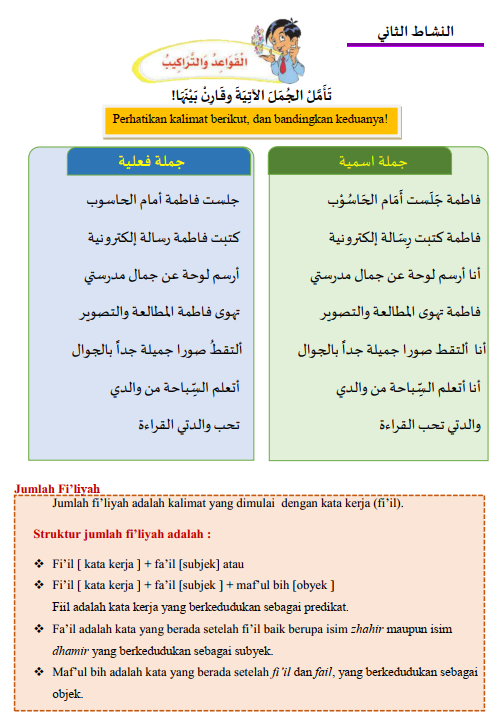 النشاط الثاني
الْقَوَاعِدُ وَالتَّرَاكِيبُ
تَأَمَّلْ الجُمَلَ الآتِيَةَ وقَارِنْ بَيْنَهَا!
Perhatikan kalimat berikut, dan bandingkan keduanya!
جملة اسمية
فاطمة جَلَست أَمَام الحَاسُوْب
فاطمة كتبت رِسَالة إلكترونية
أنا أرسم لوحة عن جمال مدرستي
فاطمة تهوى المطالعة والتصوير
أنا ألتقط صورا جميلة جداً بالجوال
أنا أتعلم السِّباحة من والدي
والدتي تحب القراءة
جملة فعلية
جلست فاطمة أمام الحاسوب
كتبت فاطمة رسالة إلكترونية
أرسم لوحة عن جمال مدرستي
تهوى فاطمة المطالعة والتصوير
ألتقطُ صورا جميلة جداً بالجوال
أتعلم السِّباحة من والدي
تحب والدتي القراءة
Jumlah Fi’liyah
Jumlah fi’liyah adalah kalimat yang dimulai dengan kata kerja (fi’il).
Struktur jumlah fi’liyah adalah :
❖ Fi’il [ kata kerja ] + fa’il [subjek] atau
❖ Fi’il [ kata kerja ] + fa’il [subjek ] + maf’ul bih [obyek ]
Fiil adalah kata kerja yang berkedudukan sebagai predikat.
❖ Fa’il adalah kata yang berada setelah fi’il baik berupa isim zhahir maupun isim
dhamir yang berkedudukan sebagai subyek.
❖ Maf’ul bih adalah kata yang berada setelah fi’il dan fail, yang berkedudukan sebagai
objek.